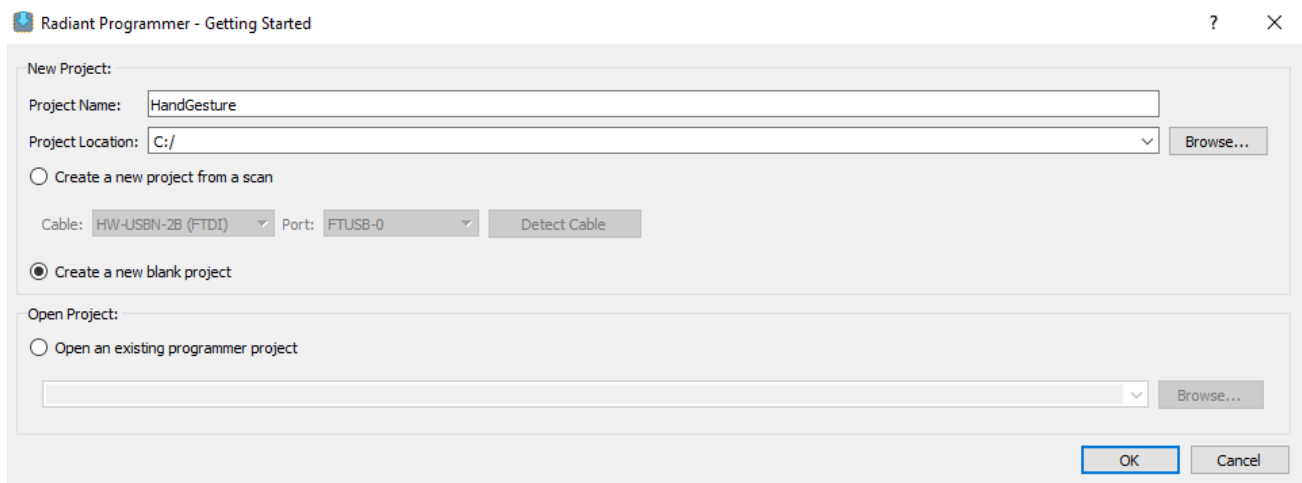 Radiant Programmer - Getting Started ? X
New Project:
Project Name: HandGesture
Project Location: C:/ Browse...
Create a new project from a scan
Cable: HW-USBN-2B (FTDI) Port: FTUSB-0 Detect Cable
Create a new blank project
Open Project:
Open an existing programmer project
Browse...
OK Cancel